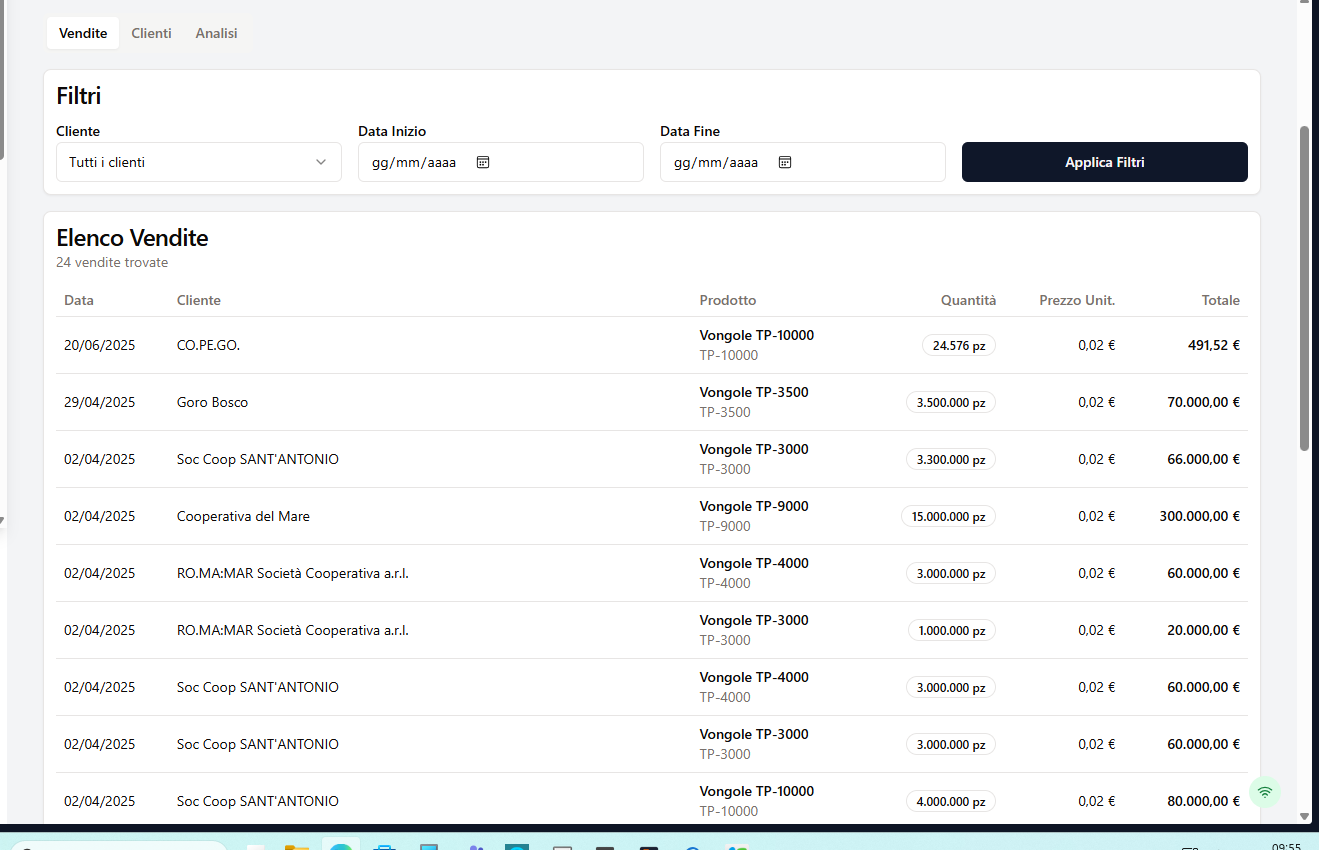 Vendite Clienti Analisi
Filtri
Cliente Data Inizio Data Fine
Tutti i clienti gg/mm/aaaa gg/mm/aaaa Applica Filtri
Elenco Vendite
24 vendite trovate
Data Cliente Prodotto Quantità Prezzo Unit. Totale
20/06/2025 CO.PE.GO. Vongole TP-10000 24.576 pz 0,02 € 491,52 €
TP-10000
29/04/2025 Goro Bosco Vongole TP-3500 3.500.000 pz 0,02 € 70.000,00 €
TP-3500
02/04/2025 Soc Coop SANT'ANTONIO Vongole TP-3000 3.300.000 pz 0,02 € 66.000,00 €
TP-3000
02/04/2025 Cooperativa del Mare Vongole TP-9000 15.000.000 pz 0,02 € 300.000,00 €
TP-9000
02/04/2025 RO.MA:MAR Società Cooperativa a.r.l. Vongole TP-4000 3.000.000 pz 0,02 € 60.000,00 €
TP-4000
02/04/2025 RO.MA:MAR Società Cooperativa a.r.l. Vongole TP-3000 1.000.000 pz 0,02 € 20.000,00 €
TP-3000
02/04/2025 Soc Coop SANT'ANTONIO Vongole TP-4000 3.000.000 pz 0,02 € 60.000,00 €
TP-4000
02/04/2025 Soc Coop SANT'ANTONIO Vongole TP-3000 3.000.000 pz 0,02 € 60.000,00 €
TP-3000
02/04/2025 Soc Coop SANT'ANTONIO Vongole TP-10000 4.000.000 pz 0,02 € 80.000,00 €
TP-10000
09:55